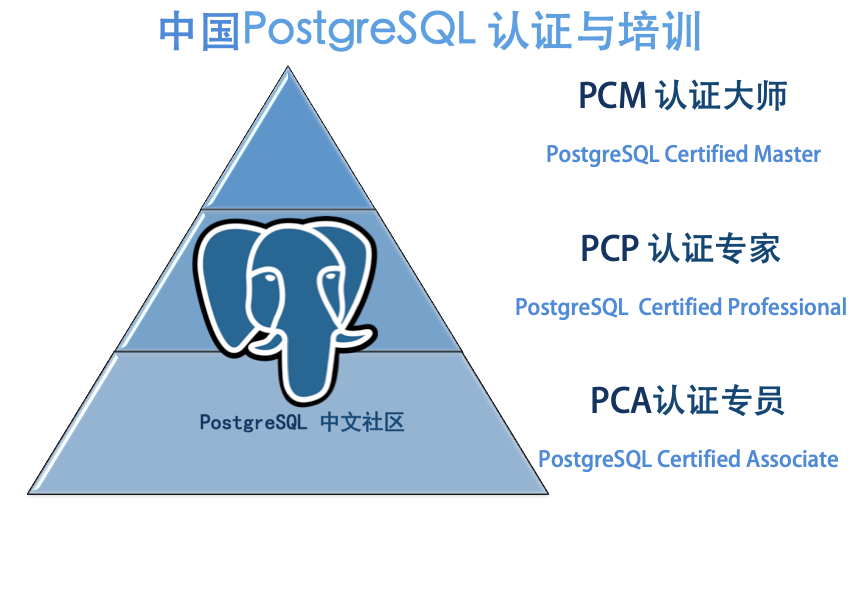 中国PostgreSQL 认证与培训
PCM 认证大师
PostgreSQL Certified Master
PCP 认证专家
PostgreSQL  Certified Professional
PCA认证专员
PostgreSQL 中文社区
PostgreSQL Certified Associate